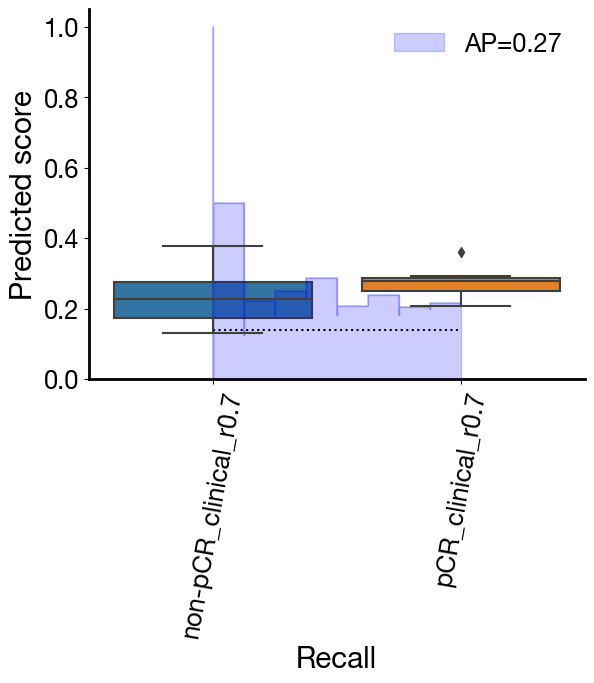 1.0
AP=0.27
0.8
0.6
0.4
0.2
0.0
Predicted score
non-pCR_clinical_r0.7
pCR_clinical_r0.7
Recall